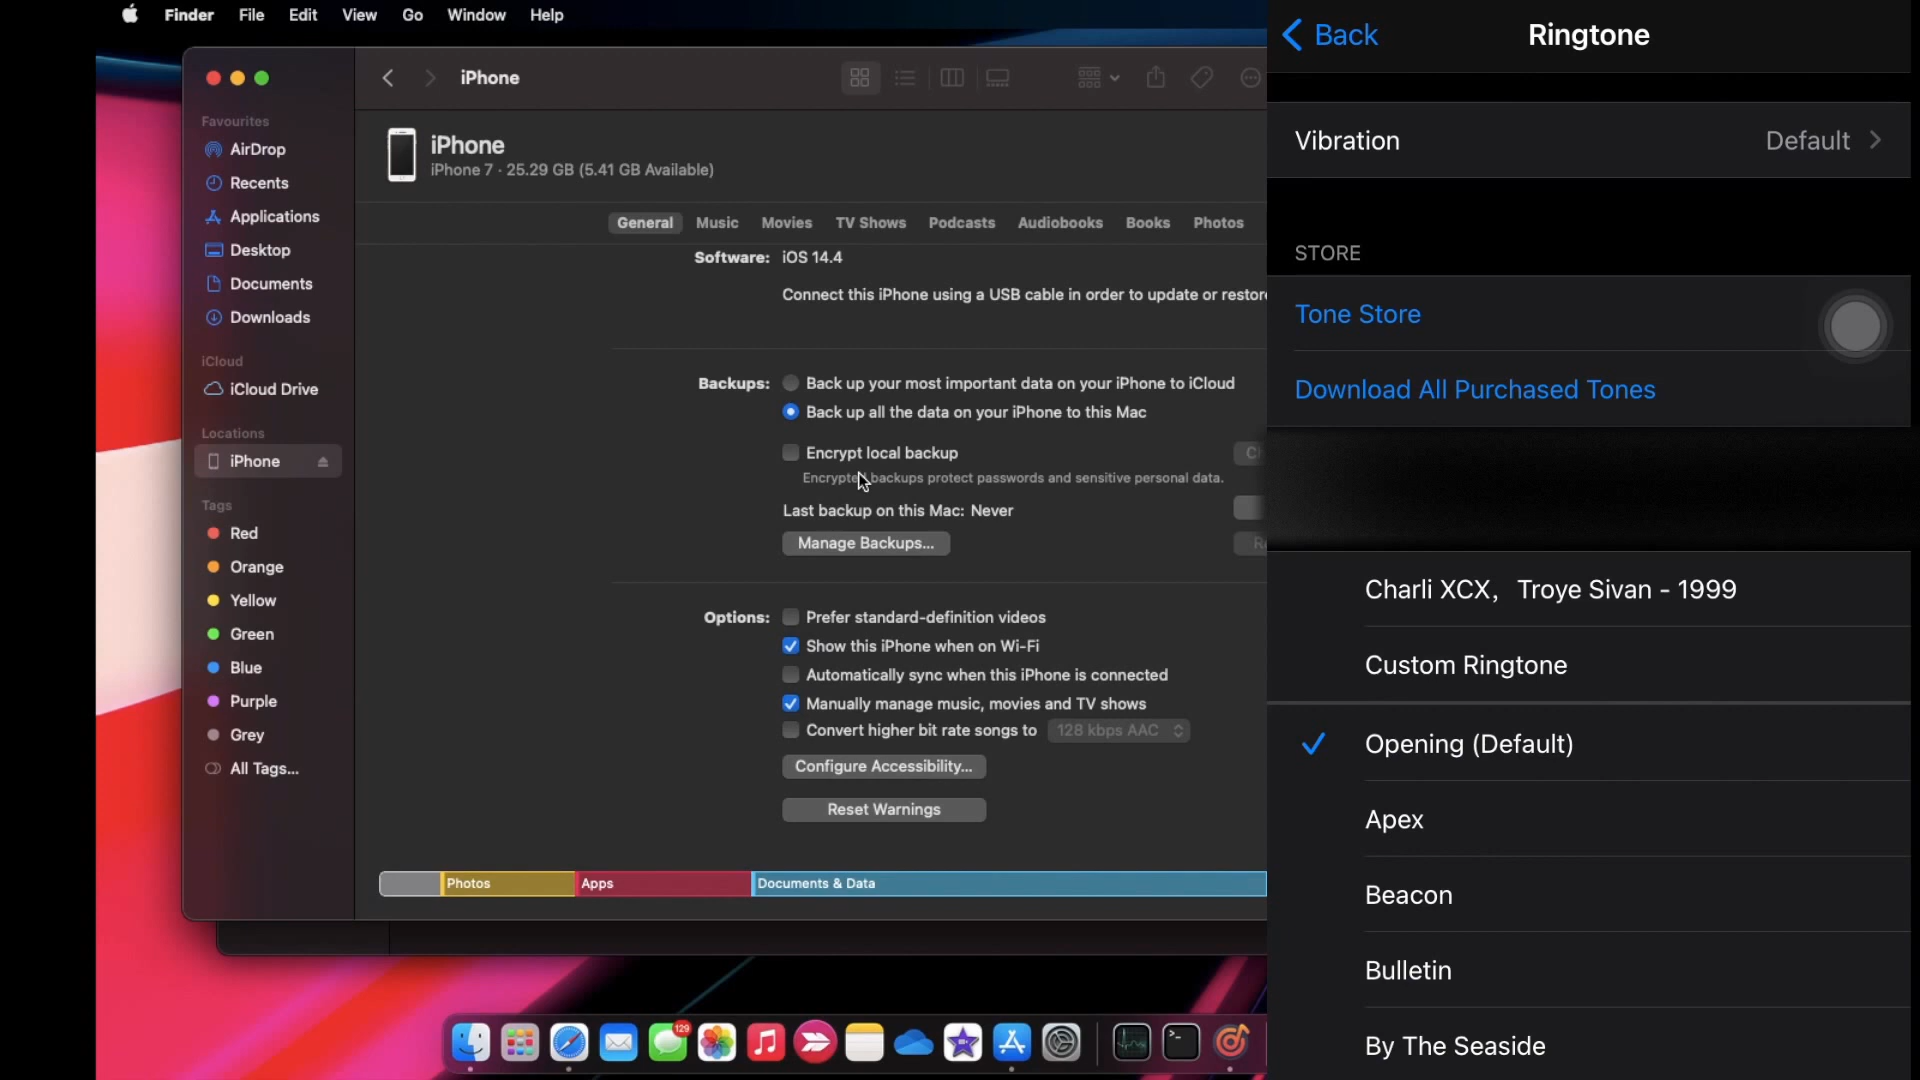 Finder File Edit View Go Window Help
iPhone
Favourites
AirDrop
Recents
Applications
Desktop
Documents
Downloads
iCloud
iCloud Drive
Locations
iPhone
Tags
Red
Orange
Yellow
Green
Blue
Purple
Grey
All Tags...
iPhone
iPhone 7 · 25.29 GB (5.41 GB Available)
General Music Movies TV Shows Podcasts Audiobooks Books Photos
Software: iOS 14.4
Connect this iPhone using a USB cable in order to update or restore
Backups: Back up your most important data on your iPhone to iCloud
Back up all the data on your iPhone to this Mac
Encrypt local backup
Encrypted backups protect passwords and sensitive personal data.
Last backup on this Mac: Never
Manage Backups...
Options: Prefer standard-definition videos
Show this iPhone when on Wi-Fi
Automatically sync when this iPhone is connected
Manually manage music, movies and TV shows
Convert higher bit rate songs to 128 kbps AAC
Configure Accessibility...
Reset Warnings
Photos Apps Documents & Data
129
Back Ringtone
Vibration Default
STORE
Tone Store
Download All Purchased Tones
Charli XCX，Troye Sivan - 1999
Custom Ringtone
Opening (Default)
Apex
Beacon
Bulletin
By The Seaside